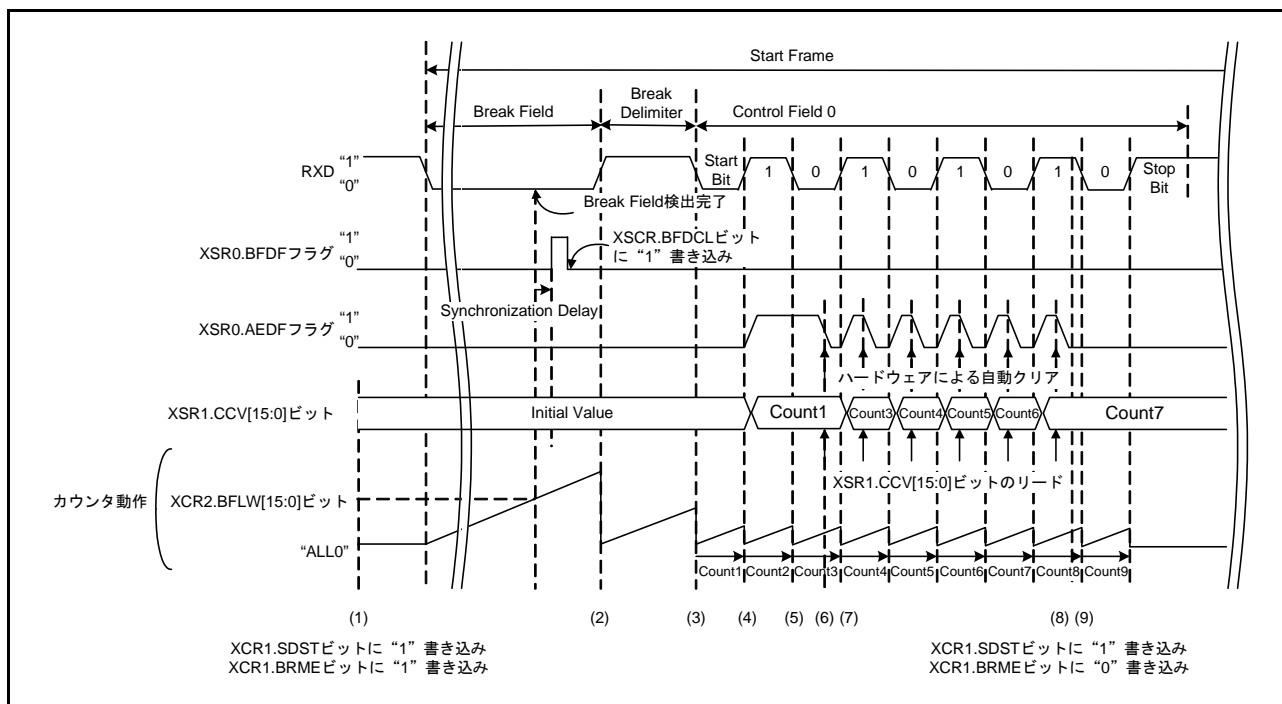 Start Frame
Break Field
Break
Delimiter
Control Field 0
RXD
“1”
“0”
Start
Bit
1
0
1
0
1
0
1
0
Stop
Bit
Break Field検出完了
XSR0.BFDFフラグ
“1”
“0”
XSCR.BFDCLビット
に“1”書き込み
Synchronization Delay
XSR0.AEDFフラグ
“1”
“0”
ハードウェアによる自動クリア
XSR1.CCV[15:0]ビット
Initial Value
Count1
Count3
Count4
Count5
Count6
Count7
XSR1.CCV[15:0]ビットのリード
カウンタ動作
XCR2.BFLW[15:0]ビット
“ALL0”
Count1
Count2
Count3
Count4
Count5
Count6
Count7
Count8
Count9
(1)
(2)
(3)
(4)
(5)
(6)
(7)
(8)
(9)
XCR1.SDSTビットに“1”書き込み
XCR1.BRMEビットに“1”書き込み
XCR1.SDSTビットに“1”書き込み
XCR1.BRMEビットに“0”書き込み